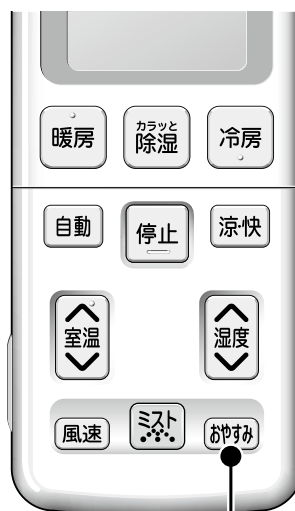 暖房
カラッと
除湿
冷房
自動
停止
涼・快
室温
湿度
風速
ミスト
おやすみ